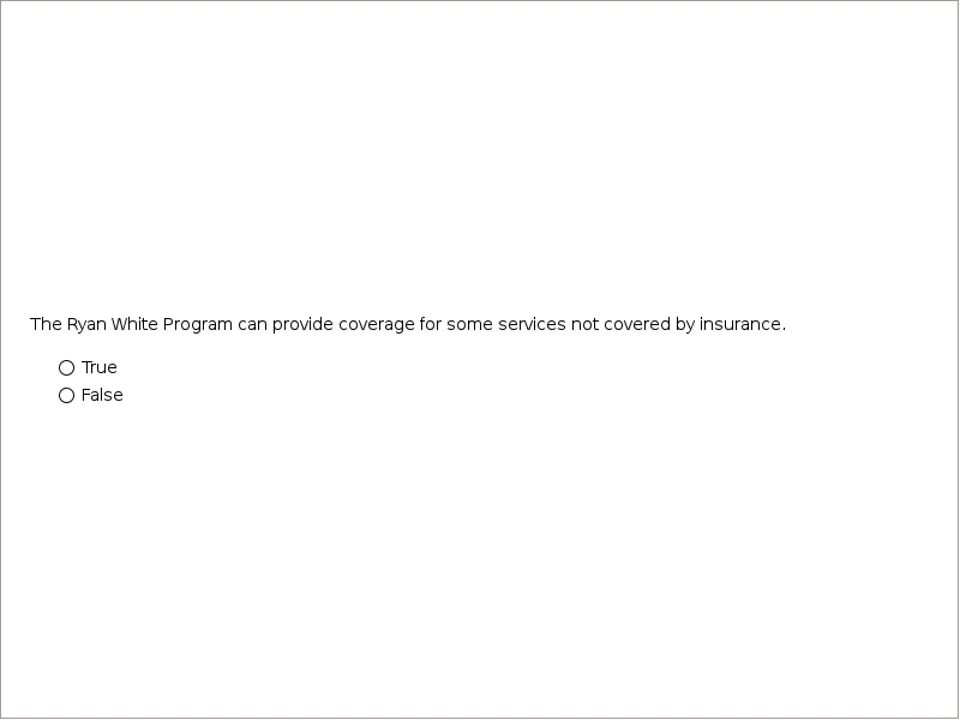 The Ryan White Program can provide coverage for some services not covered by insurance.
True
False